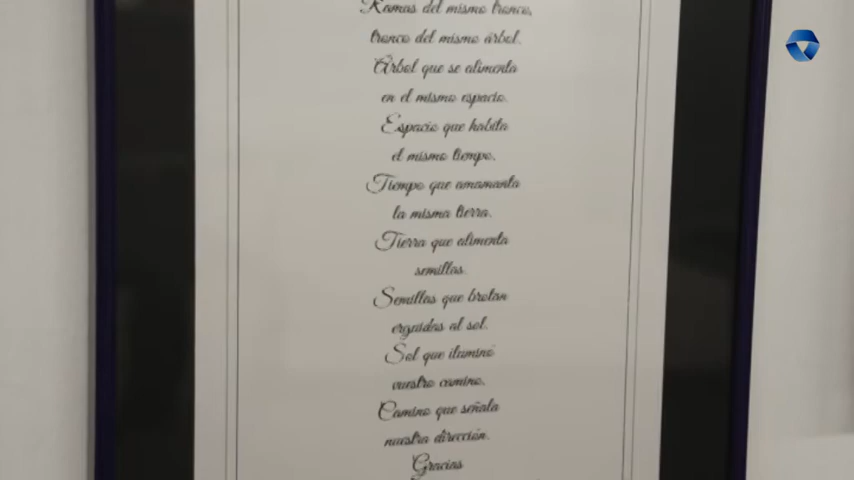 Ramas del mismo tronco,
tronco del mismo árbol.
Árbol que se alimenta
en el mismo espacio.
Espacio que habita
el mismo tiempo.
Tiempo que amamanta
la misma tierra.
Tierra que alimenta
semillas.
Semillas que brotan
erguidas al sol.
Sol que iluminó
vuestro camino.
Camino que señala
nuestra dirección.
Gracias